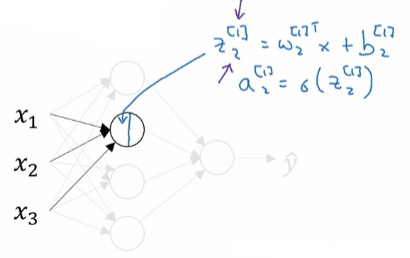 z₂^[1] = w₂^[1]T x + b₂^[1]
a₂^[1] = σ(z₂^[1])
x₁
x₂
x₃
ŷ